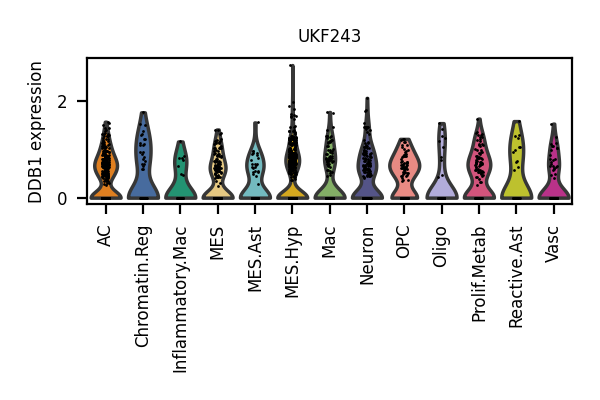 UKF243
DDB1 expression
2
0
AC
Chromatin.Reg
Inflammatory.Mac
MES
MES.Ast
MES.Hyp
Mac
Neuron
OPC
Oligo
Prolif.Metab
Reactive.Ast
Vasc